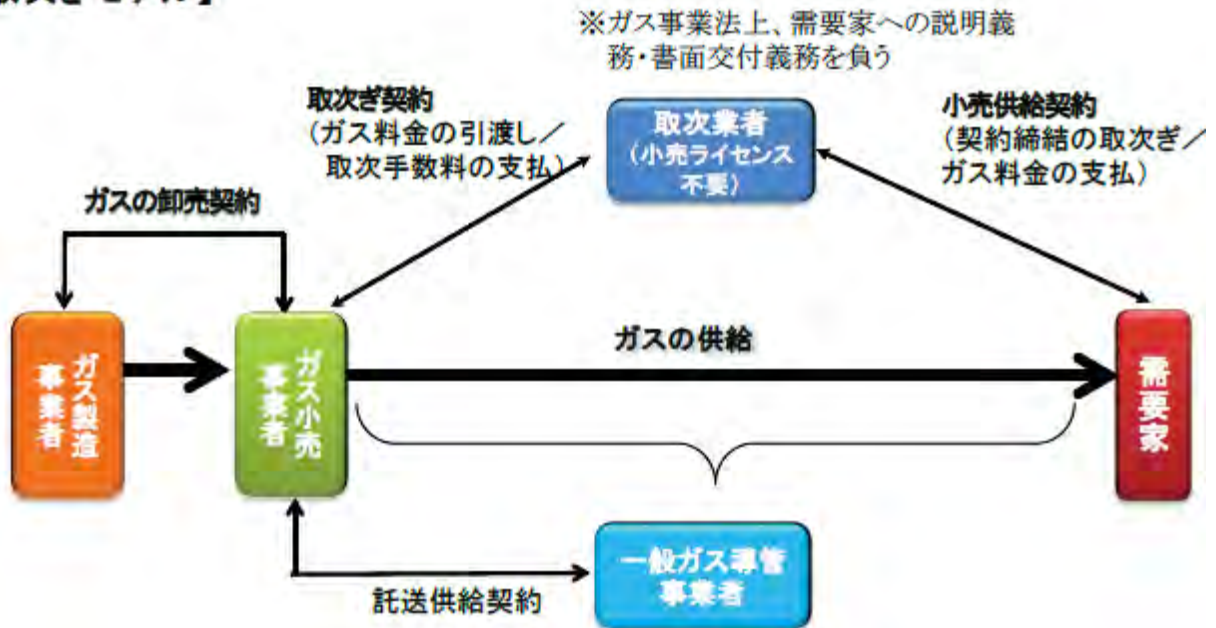 取次ぎモデル】
※ガス事業法上、需要家への説明義
務・書面交付義務を負う
取次ぎ契約
(ガス料金の引渡し/
取次手数料の支払)
取次業者
(小売ライセンス
不要)
小売供給契約
(契約締結の取次ぎ/
ガス料金の支払)
ガスの卸売契約
ガス製造
事業者
ガス小売
事業者
ガスの供給
需要家
一般ガス導管
事業者
託送供給契約